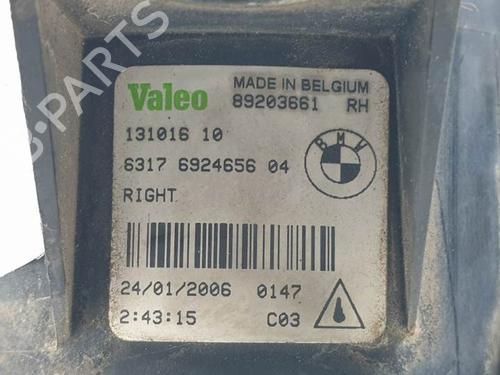 Valeo MADE IN BELGIUM
89203661 RH
131016 10
6317 6924656 04
BMW
RIGHT
24/01/2006 0147
2:43:15 C03
B-PARTS